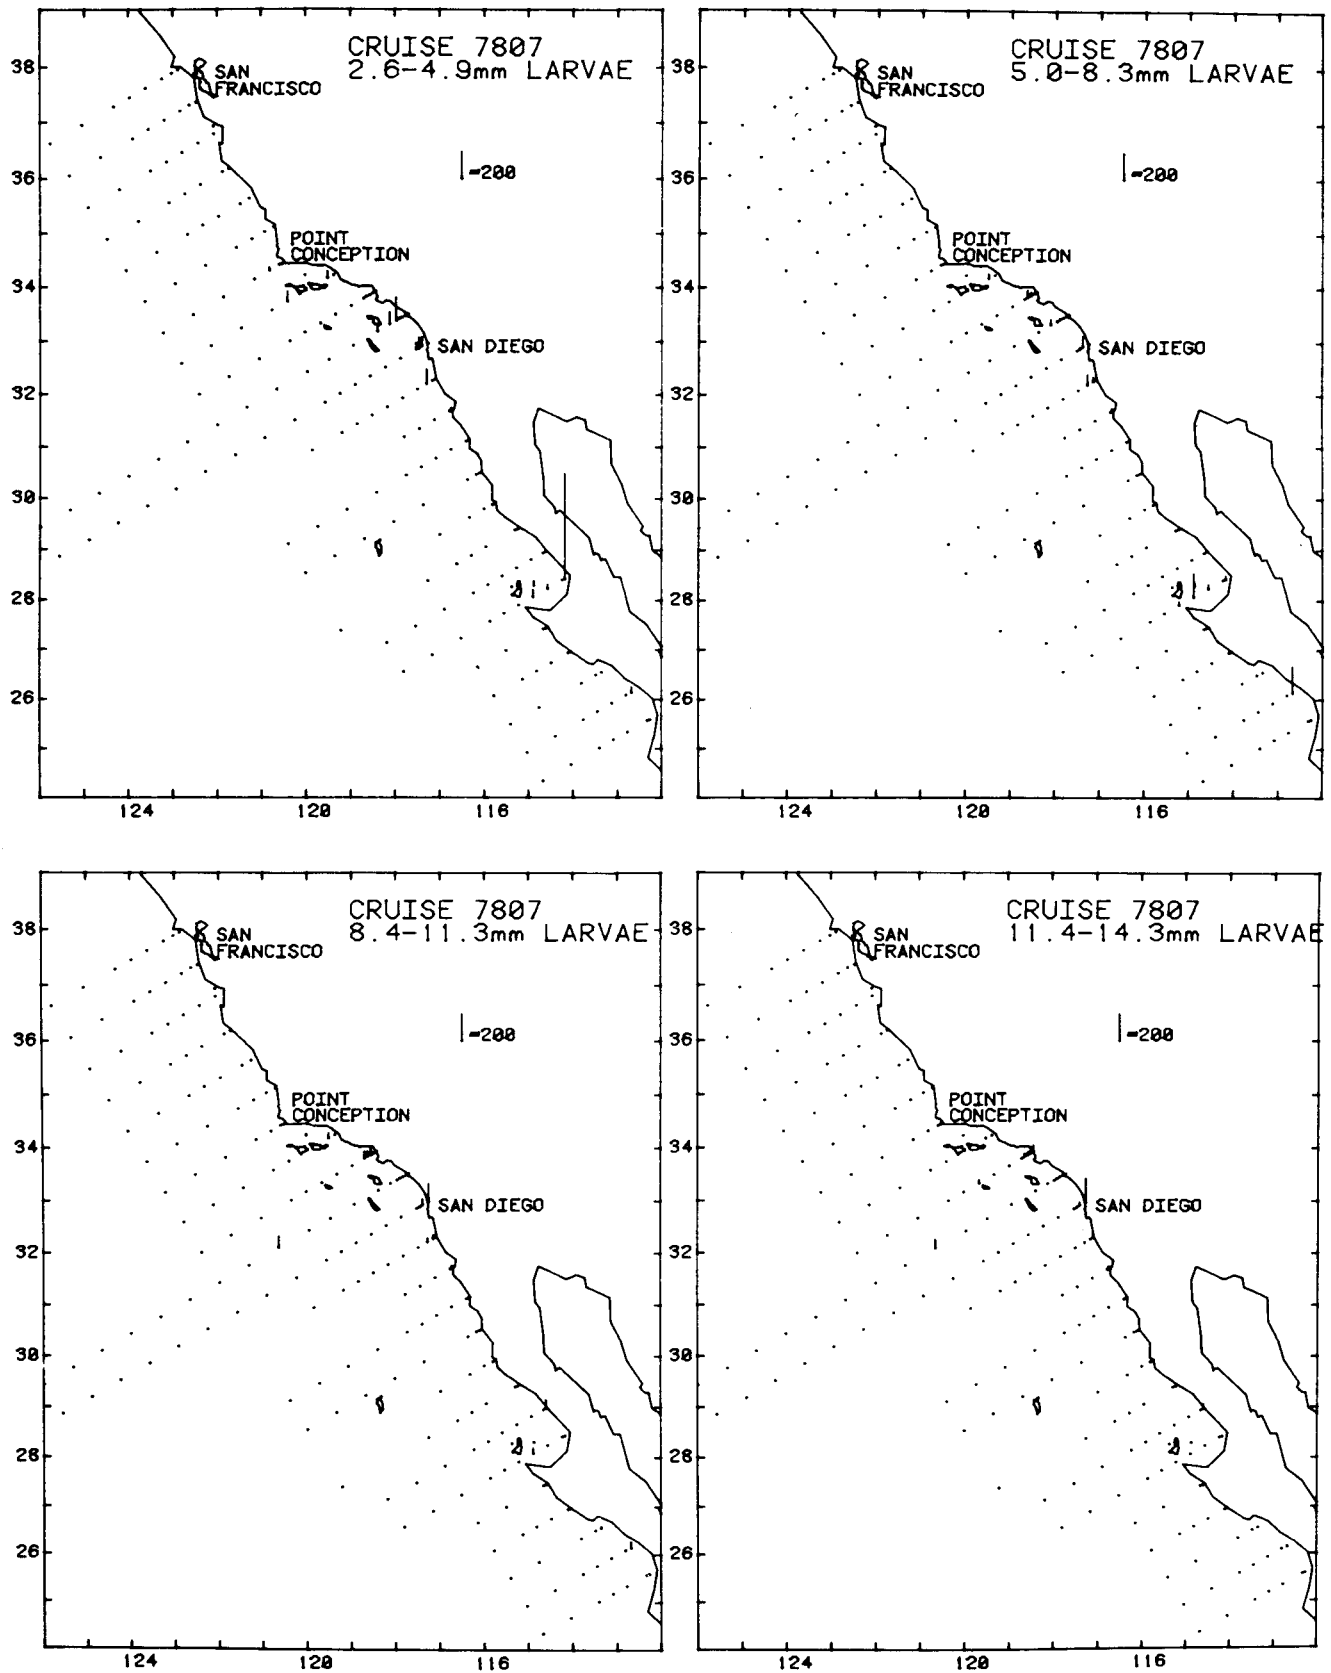 CRUISE 7807
2.6-4.9mm LARVAE
38
SAN
FRANCISCO
36
=200
POINT
CONCEPTION
34
SAN DIEGO
32
30
28
26
124
120
116
CRUISE 7807
5.0-8.3mm LARVAE
38
SAN
FRANCISCO
36
=200
POINT
CONCEPTION
34
SAN DIEGO
32
30
28
26
124
120
116
CRUISE 7807
8.4-11.3mm LARVAE
38
SAN
FRANCISCO
36
=200
POINT
CONCEPTION
34
SAN DIEGO
32
30
28
26
124
120
116
CRUISE 7807
11.4-14.3mm LARVAE
38
SAN
FRANCISCO
36
=200
POINT
CONCEPTION
34
SAN DIEGO
32
30
28
26
124
120
116